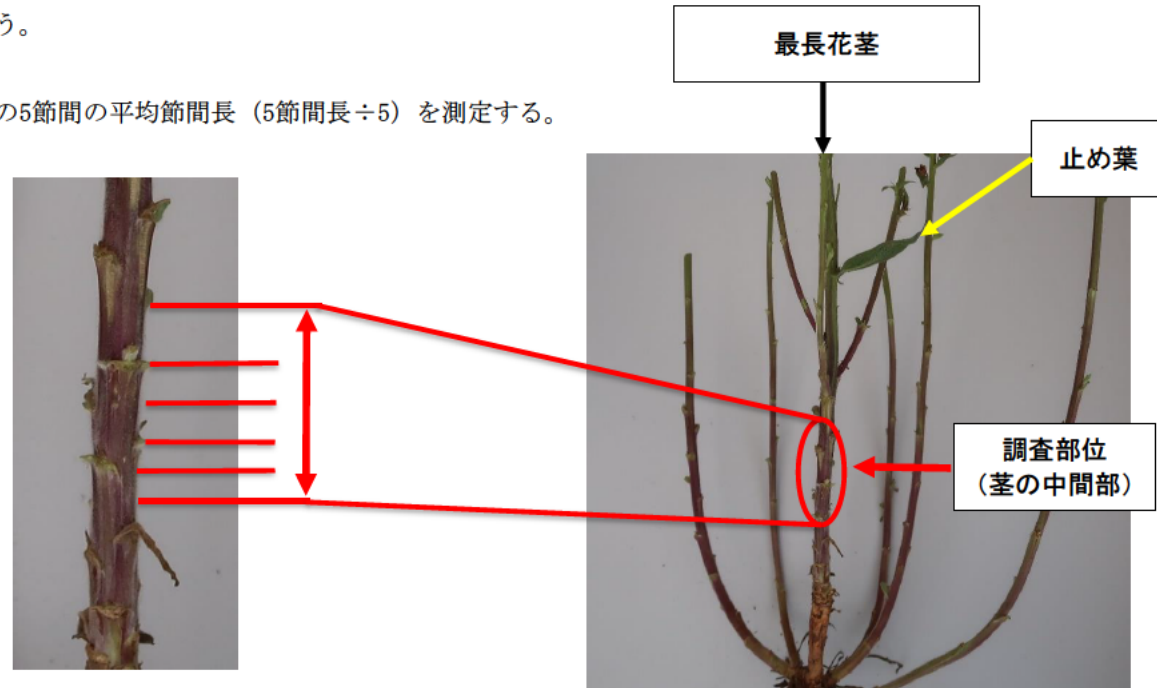 う。
最長花茎
の5節間の平均節間長（5節間長÷5）を測定する。
止め葉
調査部位
（茎の中間部）